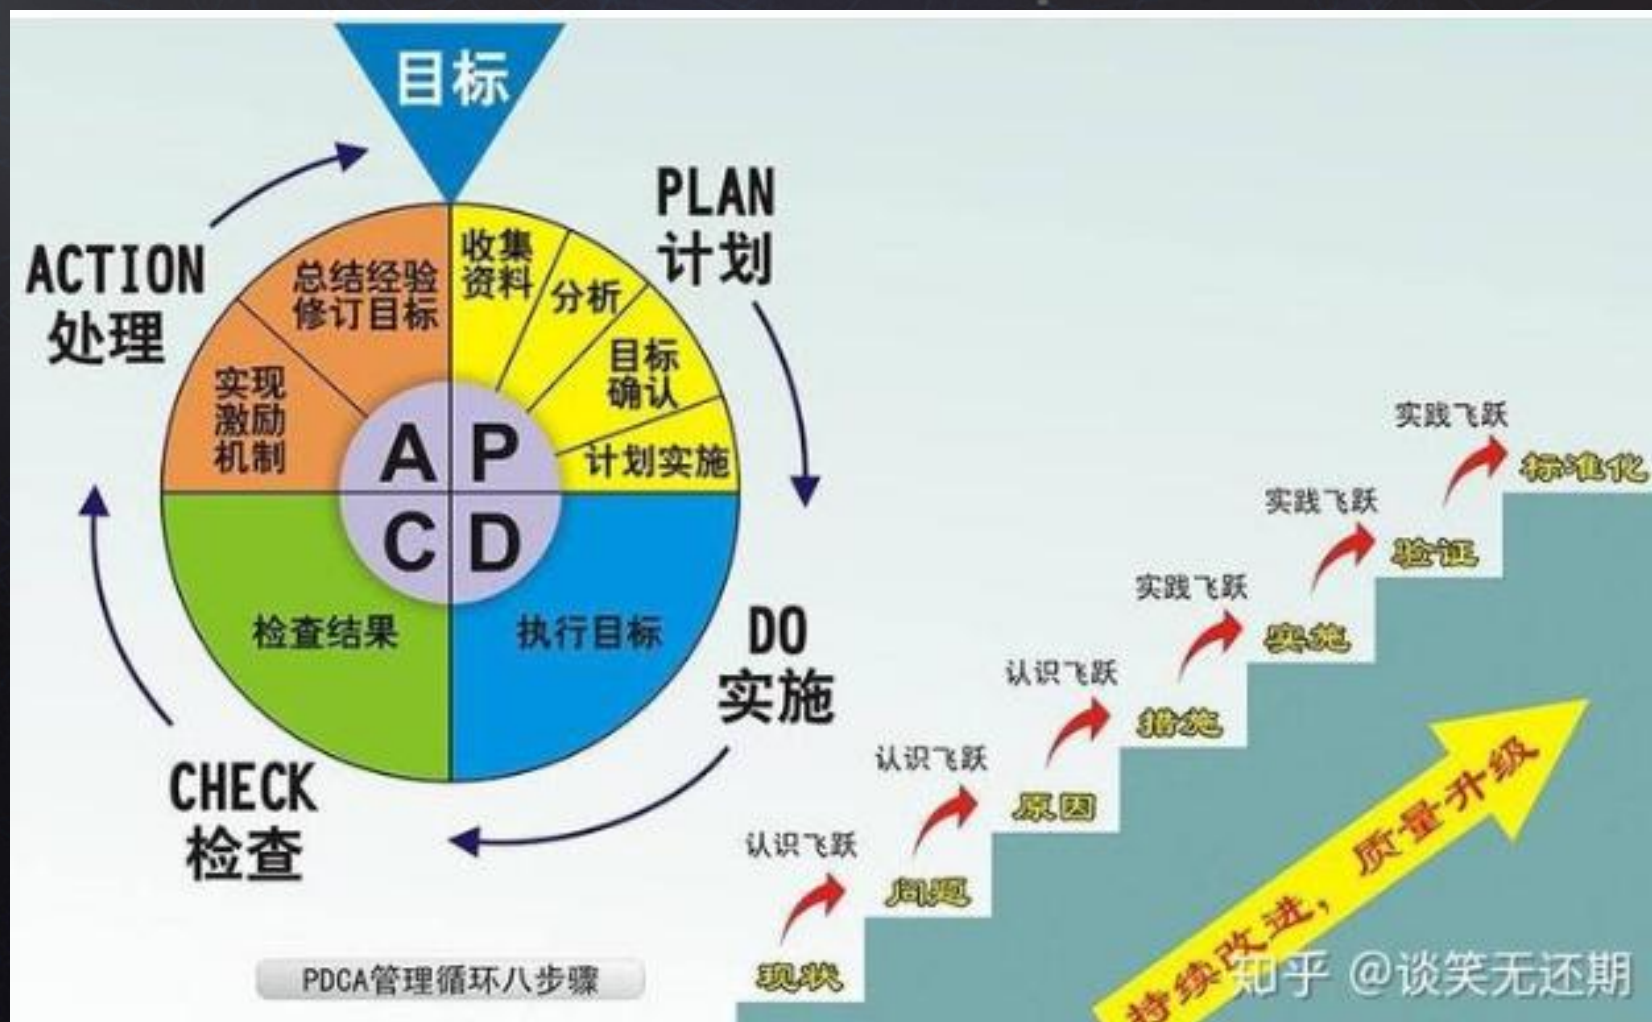 目标
PLAN
计划
ACTION
处理
收集
资料
分析
目标
确认
计划实施
总结经验
修订目标
实现
激励
机制
A
P
C
D
检查结果
执行目标
DO
实施
CHECK
检查
PDCA管理循环八步骤
现状
认识飞跃
问题
认识飞跃
原因
认识飞跃
措施
实践飞跃
实施
实践飞跃
验证
实践飞跃
标准化
持续改进，质量升级
知乎 @谈笑无还期